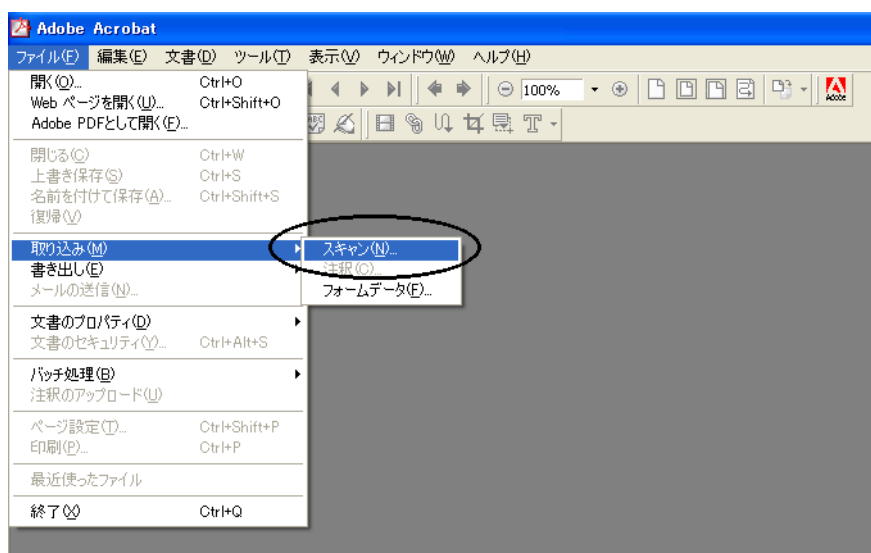 Adobe Acrobat
ファイル(F) 編集(E) 文書(D) ツール(T) 表示(V) ウィンドウ(W) ヘルプ(H)
開く(O)... Ctrl+O
100%
Adobe
Web ページを開く(U)... Ctrl+Shift+O
Adobe PDFとして開く(F)...
閉じる(C) Ctrl+W
上書き保存(S) Ctrl+S
名前を付けて保存(A)... Ctrl+Shift+S
復帰(V)
取り込み(M) スキャン(N)...
書き出し(E) 注釈(C)...
メールの送信(N)... フォームデータ(F)...
文書のプロパティ(D)
文書のセキュリティ(Y)... Ctrl+Alt+S
バッチ処理(B)
注釈のアップロード(U)
ページ設定(T)... Ctrl+Shift+P
印刷(P)... Ctrl+P
最近使ったファイル
終了(X) Ctrl+Q